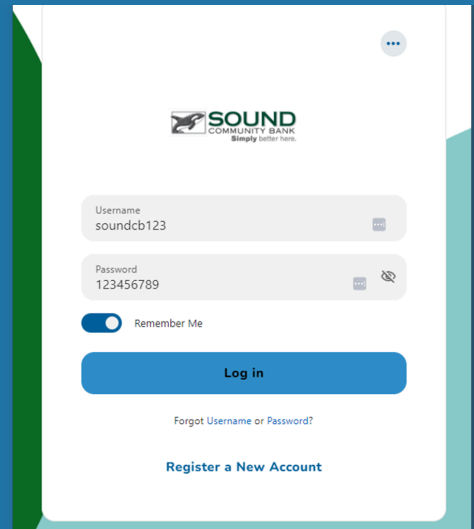 SOUND
COMMUNITY BANK
Simply better here.
Username
soundcb123
Password
123456789
Remember Me
Log in
Forgot Username or Password?
Register a New Account